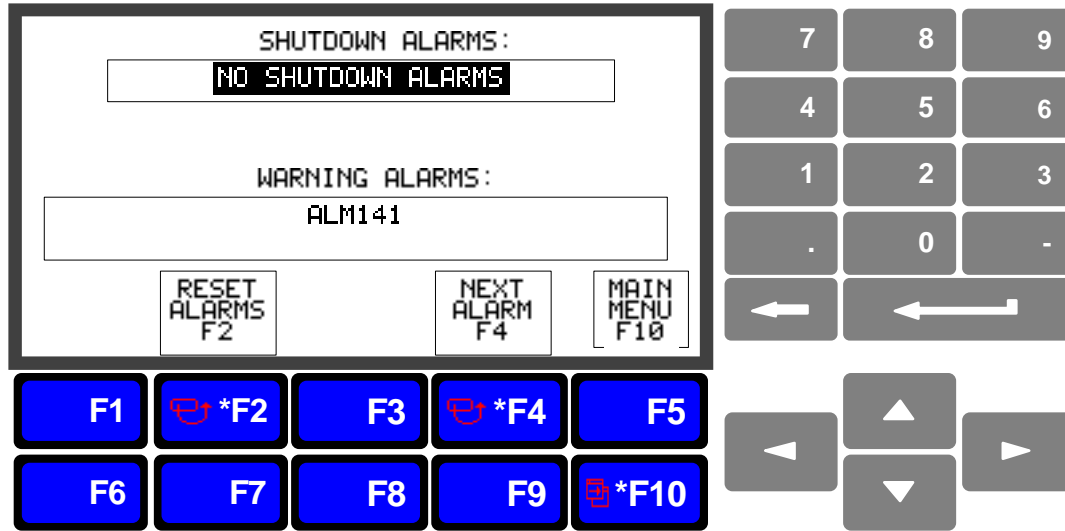 SHUTDOWN ALARMS:
NO SHUTDOWN ALARMS
WARNING ALARMS:
ALM141
RESET
ALARMS
F2
NEXT
ALARM
F4
MAIN
MENU
F10
7 8 9
4 5 6
1 2 3
. 0 -
F1 *F2 F3 *F4 F5
F6 F7 F8 F9 *F10